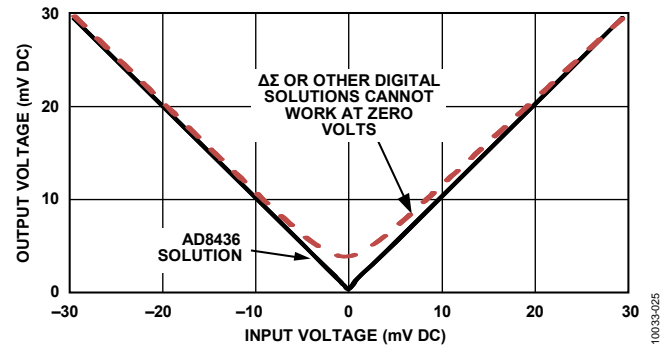 30
20
10
0
OUTPUT VOLTAGE (mV DC)
ΔΣ OR OTHER DIGITAL
SOLUTIONS CANNOT
WORK AT ZERO
VOLTS
AD8436
SOLUTION
–30
–20
–10
0
10
20
30
INPUT VOLTAGE (mV DC)
10033-025